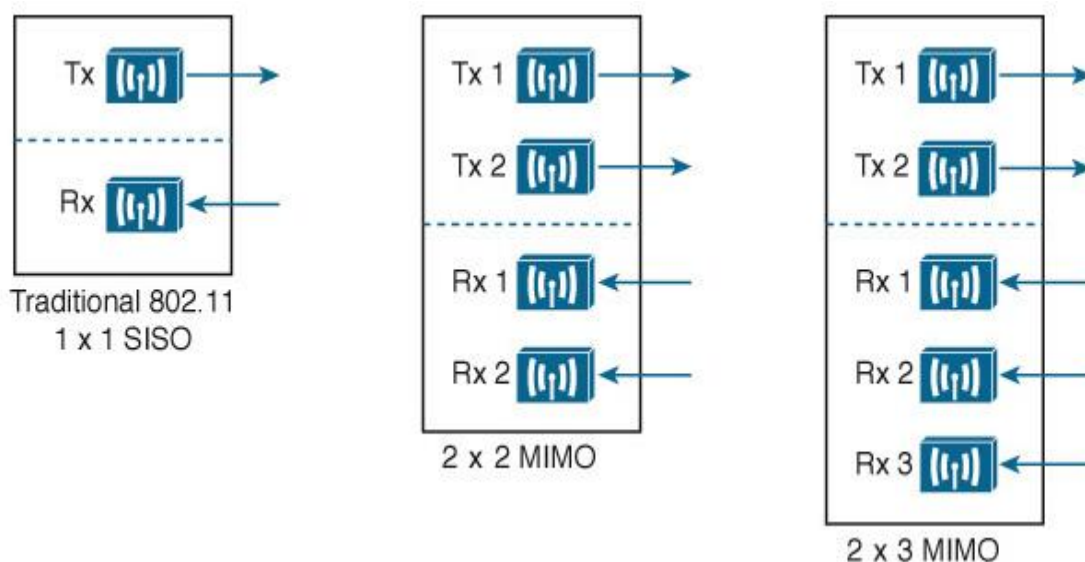 Tx
Rx
Traditional 802.11
1 x 1 SISO
Tx 1
Tx 2
Rx 1
Rx 2
2 x 2 MIMO
Tx 1
Tx 2
Rx 1
Rx 2
Rx 3
2 x 3 MIMO